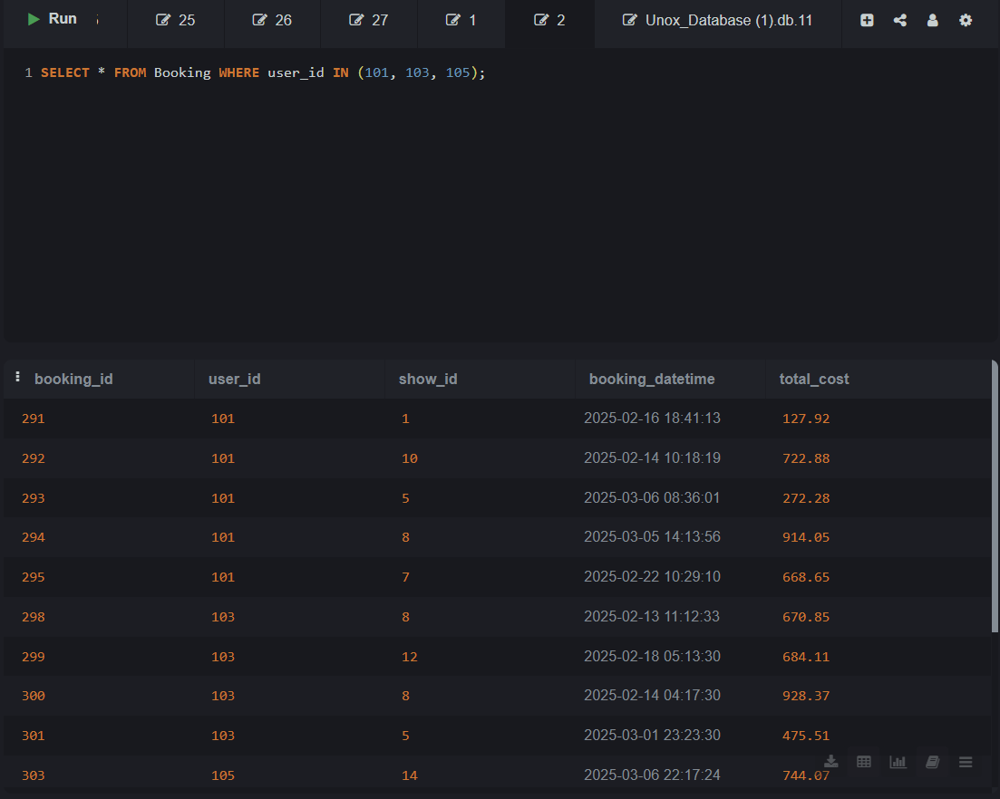 Run 25 26 27 1 2 Unox_Database (1).db.11
1 SELECT * FROM Booking WHERE user_id IN (101, 103, 105);
booking_id user_id show_id booking_datetime total_cost
291 101 1 2025-02-16 18:41:13 127.92
292 101 10 2025-02-14 10:18:19 722.88
293 101 5 2025-03-06 08:36:01 272.28
294 101 8 2025-03-05 14:13:56 914.05
295 101 7 2025-02-22 10:29:10 668.65
298 103 8 2025-02-13 11:12:33 670.85
299 103 12 2025-02-18 05:13:30 684.11
300 103 8 2025-02-14 04:17:30 928.37
301 103 5 2025-03-01 23:23:30 475.51
303 105 14 2025-03-06 22:17:24 744.07